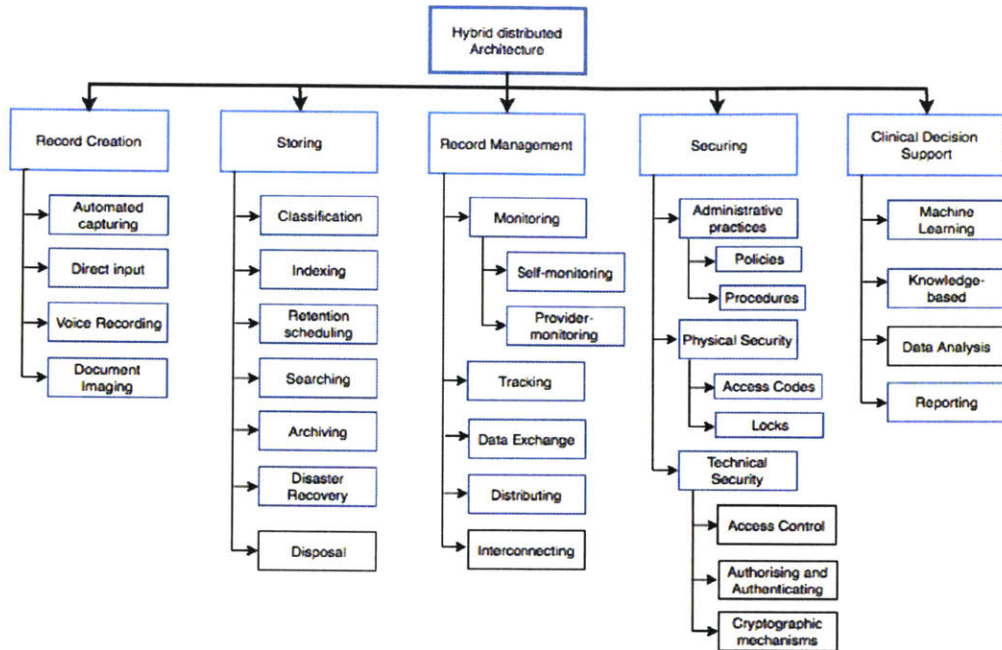 Hybrid distributed
Architecture
Record Creation
Storing
Record Management
Securing
Clinical Decision
Support
Automated
capturing
Direct input
Voice Recording
Document
Imaging
Classification
Indexing
Retention
scheduling
Searching
Archiving
Disaster
Recovery
Disposal
Monitoring
Self-monitoring
Provider-
monitoring
Tracking
Data Exchange
Distributing
Interconnecting
Administrative
practices
Policies
Procedures
Physical Security
Access Codes
Locks
Technical
Security
Access Control
Authorising and
Authenticating
Cryptographic
mechanisms
Machine
Learning
Knowledge-
based
Data Analysis
Reporting